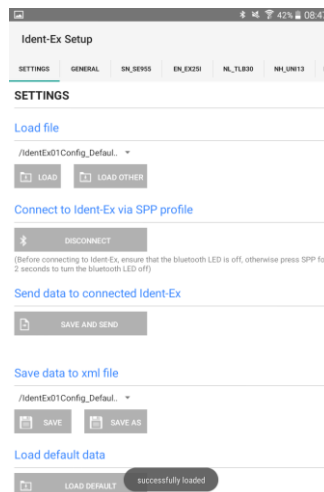 42% 08:47
Ident-Ex Setup
SETTINGS GENERAL SN_SE955 EN_EX25I NL_TL830 NH_UNI13
SETTINGS
Load file
/IdentEx01Config_Defaul..
LOAD LOAD OTHER
Connect to Ident-Ex via SPP profile
DISCONNECT
(Before connecting to Ident-Ex, ensure that the bluetooth LED is off, otherwise press SPP fo
2 seconds to turn the bluetooth LED off)
Send data to connected Ident-Ex
SAVE AND SEND
Save data to xml file
/IdentEx01Config_Defaul..
SAVE SAVE AS
Load default data
LOAD DEFAULT
successfully loaded